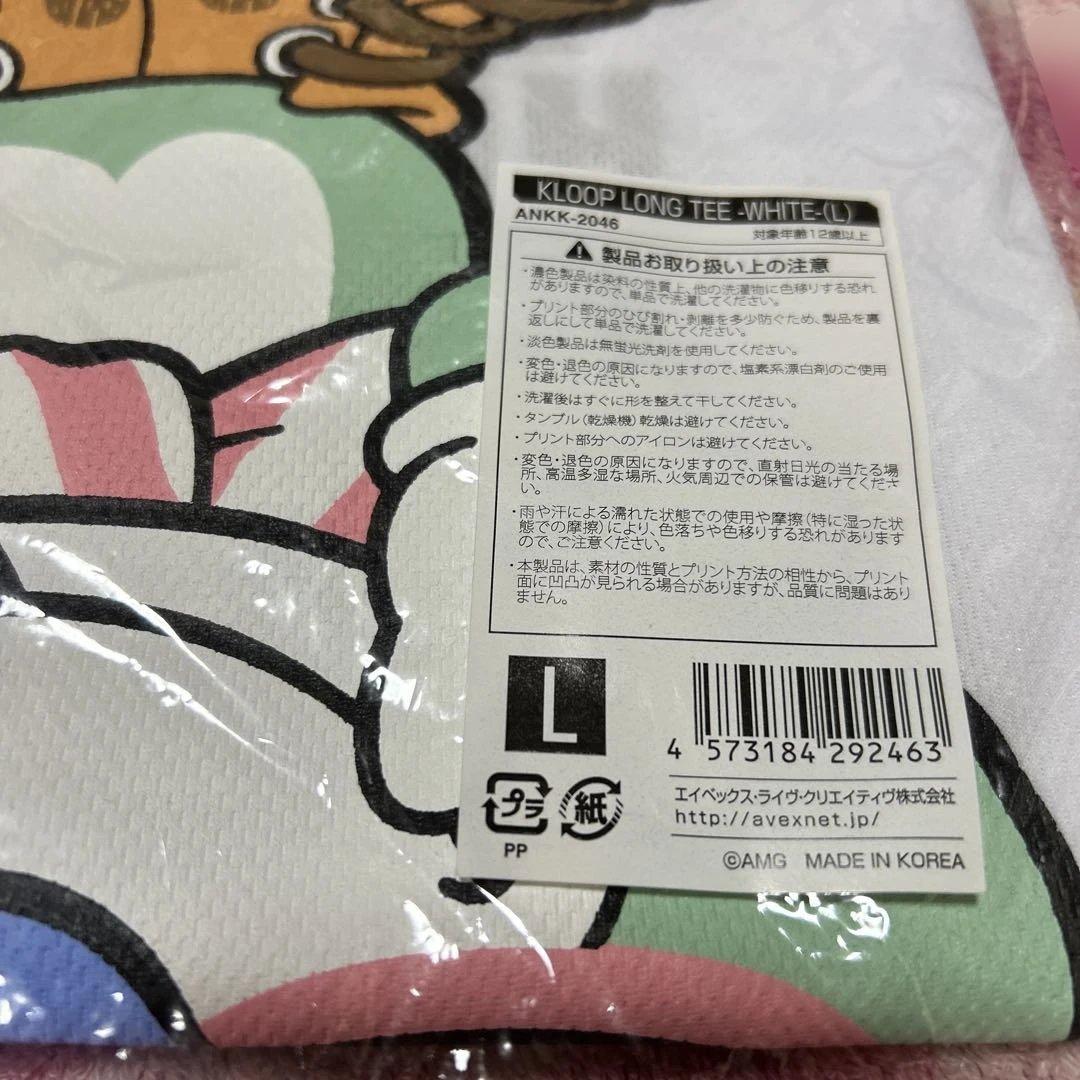 KLOOP LONG TEE -WHITE-(L)
ANKK-2046
対象年齢12歳以上
製品お取り扱い上の注意
・濃色製品は染料の性質上、他の洗濯物に色移りする恐れ
がありますので、単品で洗濯してください。
・プリント部分のひび割れ・剥離を多少防ぐため、製品を裏
返しにして単品で洗濯してください。
・淡色製品は無蛍光洗剤を使用してください。
・変色・退色の原因になりますので、塩素系漂白剤のご使用
は避けてください。
・洗濯後はすぐに形を整えて干してください。
・タンブル(乾燥機)乾燥は避けてください。
・プリント部分へのアイロンは避けてください。
・変色・退色の原因になりますので、直射日光の当たる場
所、高温多湿な場所、火気周辺での保管は避けてくださ
い。
・雨や汗による濡れた状態での使用や摩擦(特に湿った状
態での摩擦)により、色落ちや色移りする恐れがあります
ので、ご注意ください。
・本製品は、素材の性質とプリント方法の相性から、プリント
面に凹凸が見られる場合がありますが、品質に問題はあり
ません。
L
4 573184 292463
プラ
PP
紙
エイベックス・ライヴ・クリエイティヴ株式会社
http://avexnet.jp/
©AMG MADE IN KOREA